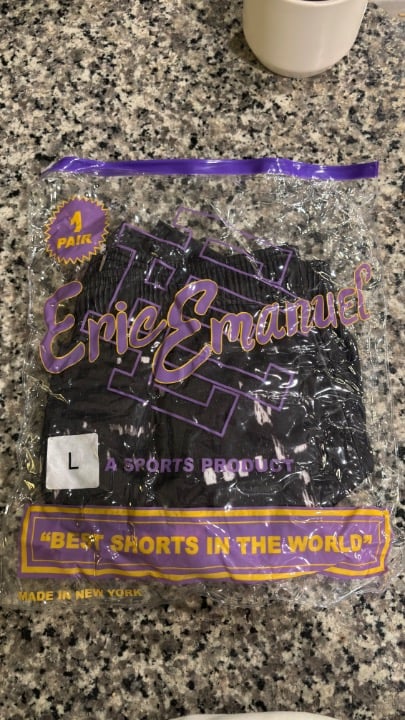 1
PAIR
Eric Emanuel
L
A SPORTS PRODUCT
"BEST SHORTS IN THE WORLD"
MADE IN NEW YORK